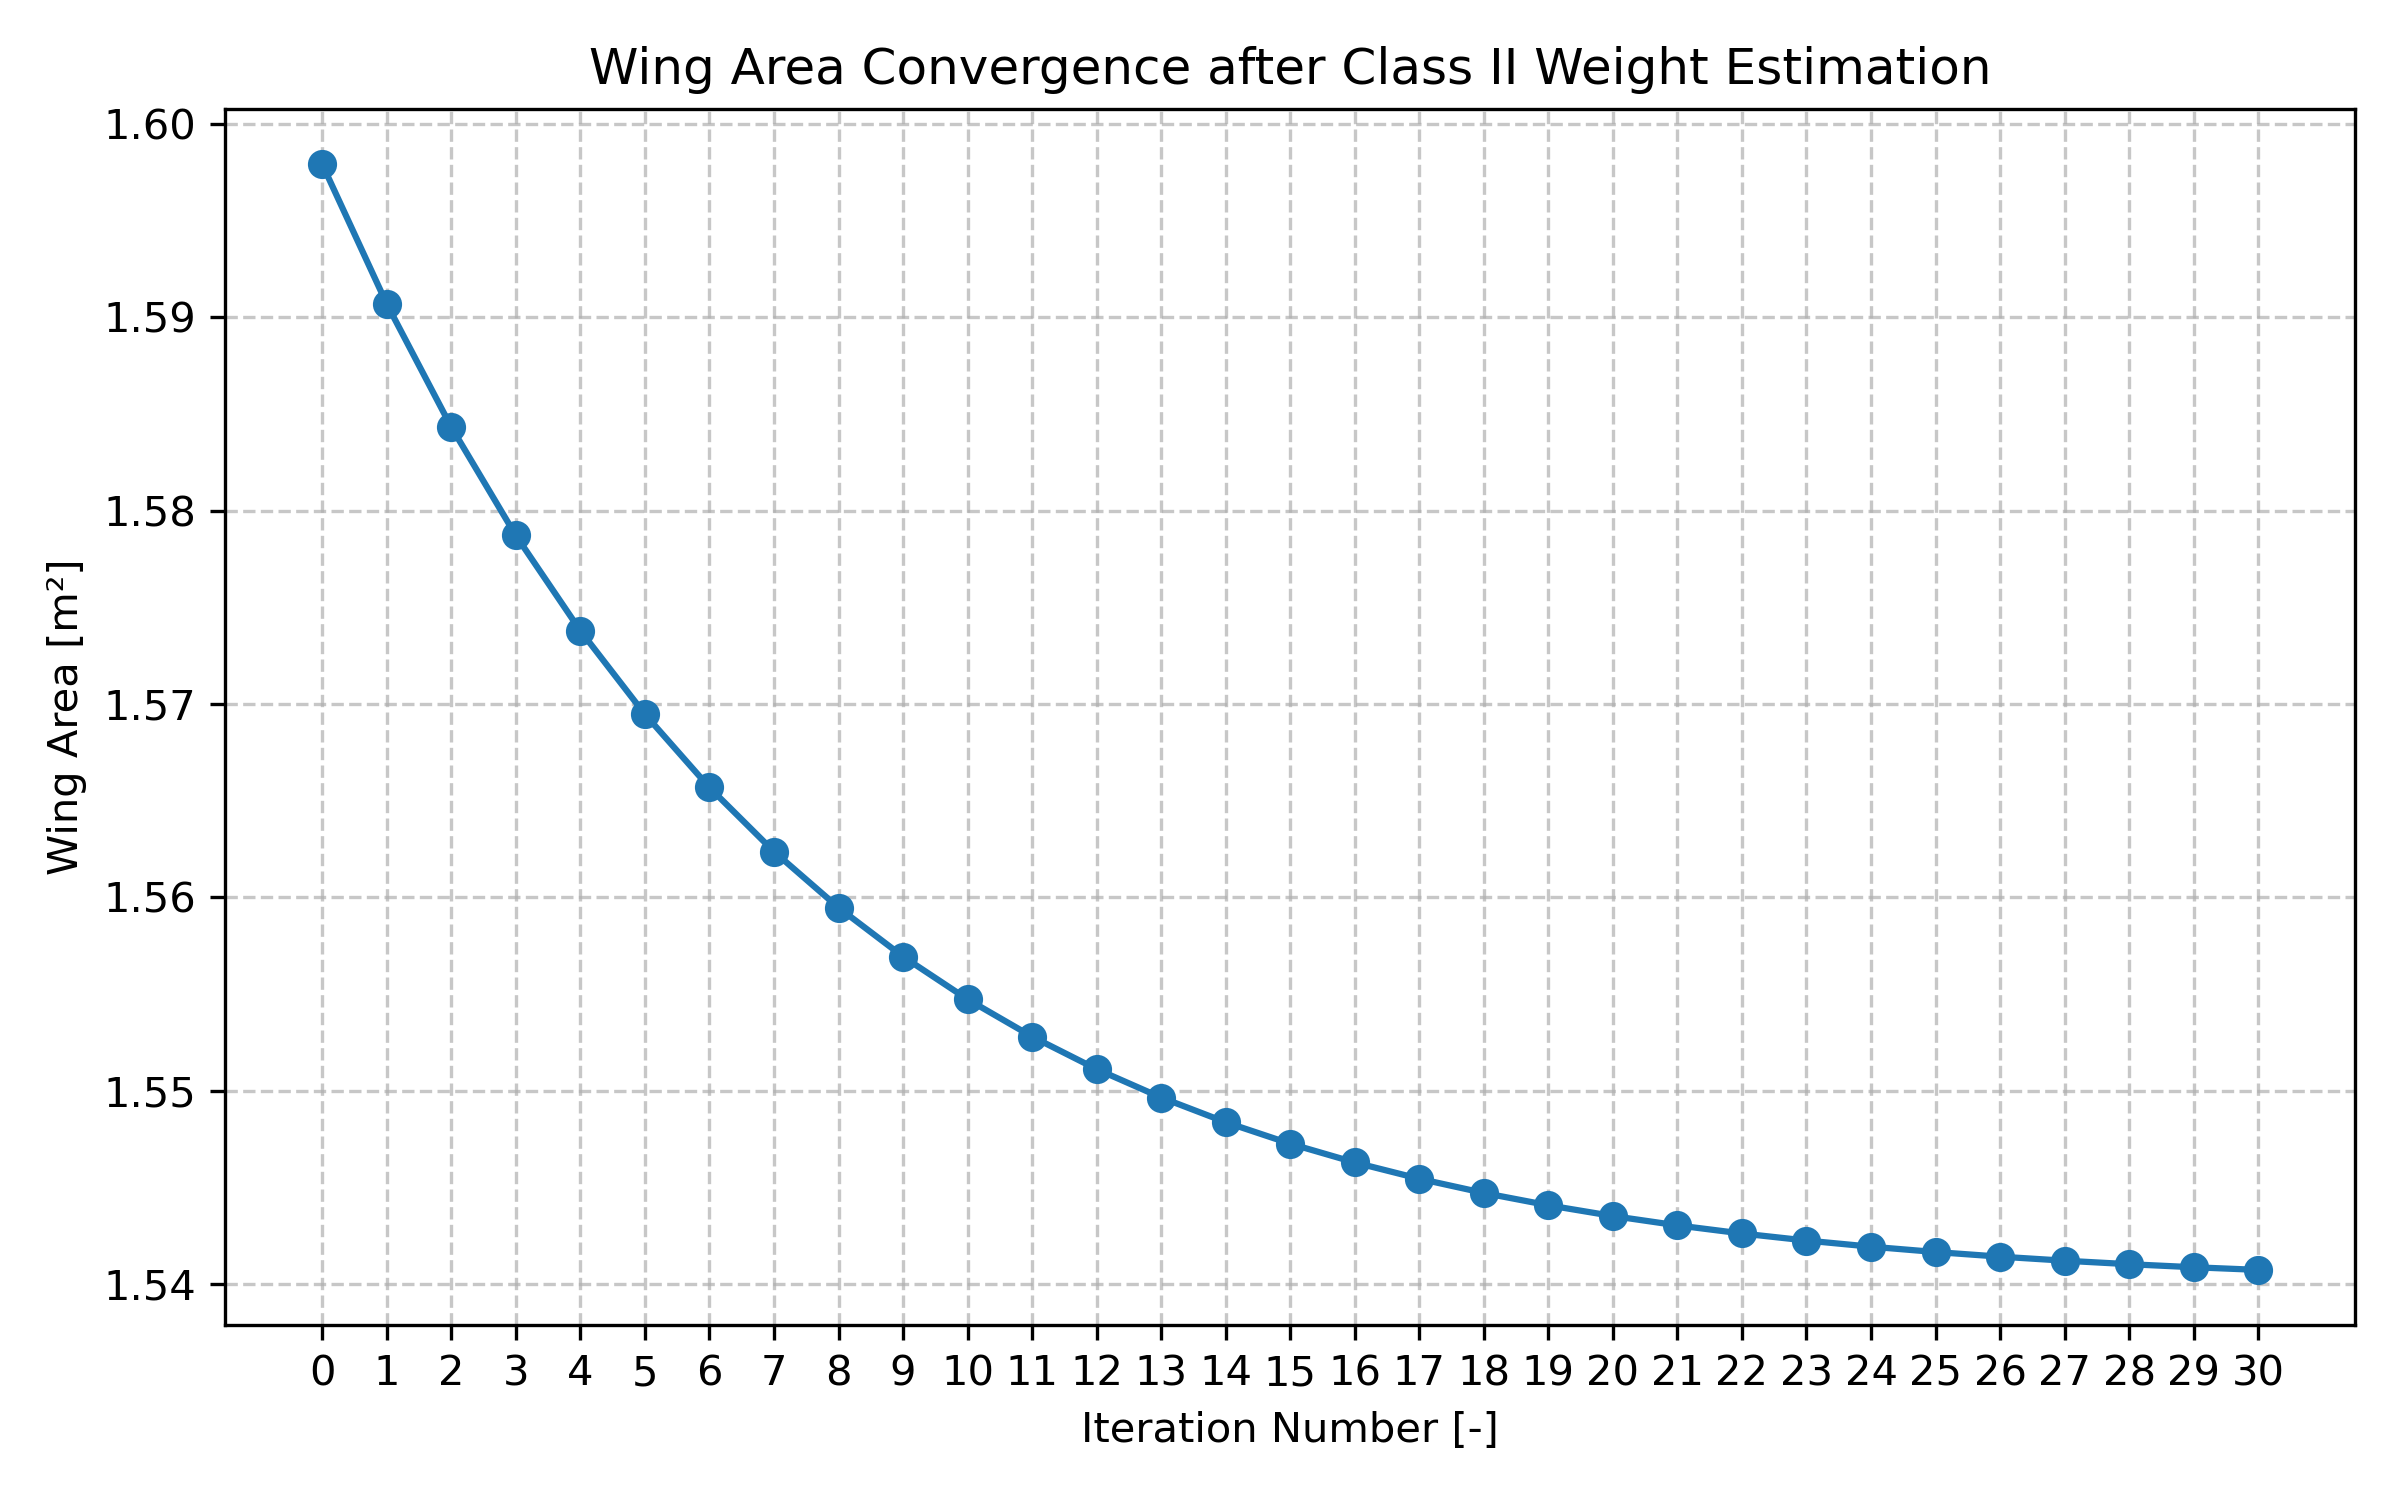 Wing Area Convergence after Class II Weight Estimation
1.60
1.59
1.58
1.57
1.56
1.55
1.54
Wing Area [m²]
0 1 2 3 4 5 6 7 8 9 10 11 12 13 14 15 16 17 18 19 20 21 22 23 24 25 26 27 28 29 30
Iteration Number [-]